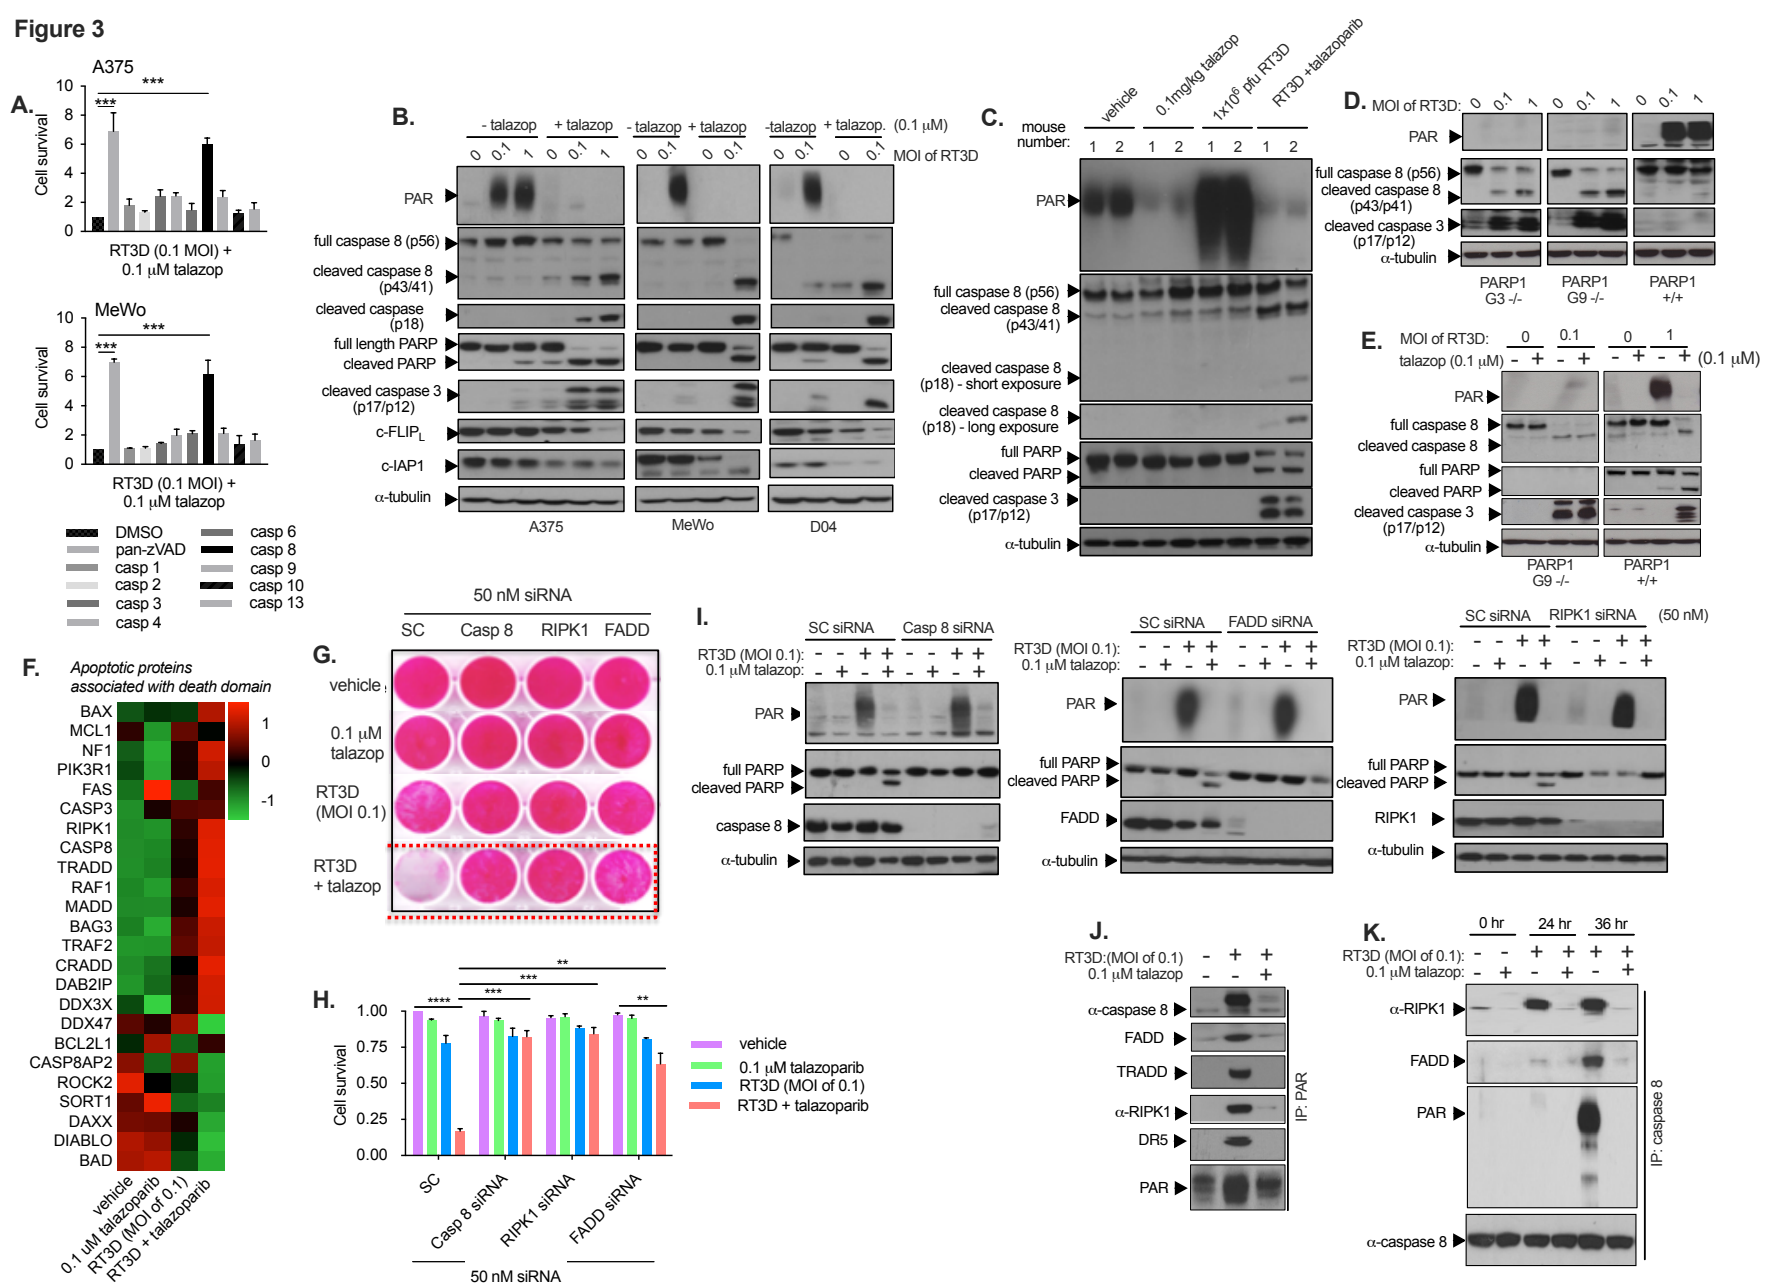 Figure 3
A.
A375
10
8
6
4
2
0
Cell survival
***
***
RT3D (0.1 MOI) +
0.1 μM talazop
MeWo
10
8
6
4
2
0
Cell survival
***
***
RT3D (0.1 MOI) +
0.1 μM talazop
DMSO
pan-zVAD
casp 1
casp 2
casp 3
casp 4
casp 6
casp 8
casp 9
casp 10
casp 13
B.
- talazop + talazop -talazop + talazop -talazop + talazop. (0.1 μM)
0 0.1 1 0 0.1 1 0 0.1 0 0.1 0 0.1 0 0.1 MOI of RT3D
PAR
full caspase 8 (p56)
cleaved caspase 8
(p43/41)
cleaved caspase
(p18)
full length PARP
cleaved PARP
cleaved caspase 3
(p17/p12)
c-FLIPL
c-IAP1
α-tubulin
A375 MeWo D04
C.
vehicle
0.1mg/kg talazop
1x10⁶ pfu RT3D
RT3D +talazoparib
mouse
number: 1 2 1 2 1 2 1 2
PAR
full caspase 8 (p56)
cleaved caspase 8
(p43/41)
cleaved caspase 8
(p18) - short exposure
cleaved caspase 8
(p18) - long exposure
full PARP
cleaved PARP
cleaved caspase 3
(p17/p12)
α-tubulin
D.
MOI of RT3D: 0 0.1 1 0 0.1 1 0 0.1 1
PAR
full caspase 8 (p56)
cleaved caspase 8
(p43/p41)
cleaved caspase 3
(p17/p12)
α-tubulin
PARP1 PARP1 PARP1
G3 -/- G9 -/- +/+
E.
MOI of RT3D: 0 0.1 0 1
talazop (0.1 μM) - + - + - + - + (0.1 μM)
PAR
full caspase 8
cleaved caspase 8
full PARP
cleaved PARP
cleaved caspase 3
(p17/p12)
α-tubulin
PARP1 PARP1
G9 -/- +/+
F.
Apoptotic proteins
associated with death domain
BAX
MCL1
NF1
PIK3R1
FAS
CASP3
RIPK1
CASP8
TRADD
RAF1
MADD
BAG3
TRAF2
CRADD
DAB2IP
DDX3X
DDX47
BCL2L1
CASP8AP2
ROCK2
SORT1
DAXX
DIABLO
BAD
1
0
-1
vehicle
0.1 uM talazoparib
RT3D (MOI of 0.1)
RT3D + talazoparib
G.
50 nM siRNA
SC Casp 8 RIPK1 FADD
vehicle
0.1 μM
talazop
RT3D
(MOI 0.1)
RT3D
+ talazop
H.
**
***
**** *** **
1.00
0.75
0.50
0.25
0.00
Cell survival
SC
Casp 8 siRNA
RIPK1 siRNA
FADD siRNA
50 nM siRNA
vehicle
0.1 μM talazoparib
RT3D (MOI of 0.1)
RT3D + talazoparib
I.
SC siRNA Casp 8 siRNA
RT3D (MOI 0.1): - - + + - - + +
0.1 μM talazop: - + - + - + - +
PAR
full PARP
cleaved PARP
caspase 8
α-tubulin
SC siRNA FADD siRNA
RT3D (MOI 0.1): - - + + - - + +
0.1 μM talazop: - + - + - + - +
PAR
full PARP
cleaved PARP
FADD
α-tubulin
SC siRNA RIPK1 siRNA (50 nM)
RT3D (MOI 0.1): - - + + - - + +
0.1 μM talazop: - + - + - + - +
PAR
full PARP
cleaved PARP
RIPK1
α-tubulin
J.
RT3D:(MOI of 0.1) - + +
0.1 μM talazop - - +
α-caspase 8
FADD
TRADD
α-RIPK1
DR5
PAR
IP: PAR
K.
0 hr 24 hr 36 hr
RT3D (MOI of 0.1): - - + + + +
0.1 μM talazop: - + - + - +
α-RIPK1
FADD
PAR
α-caspase 8
IP: caspase 8